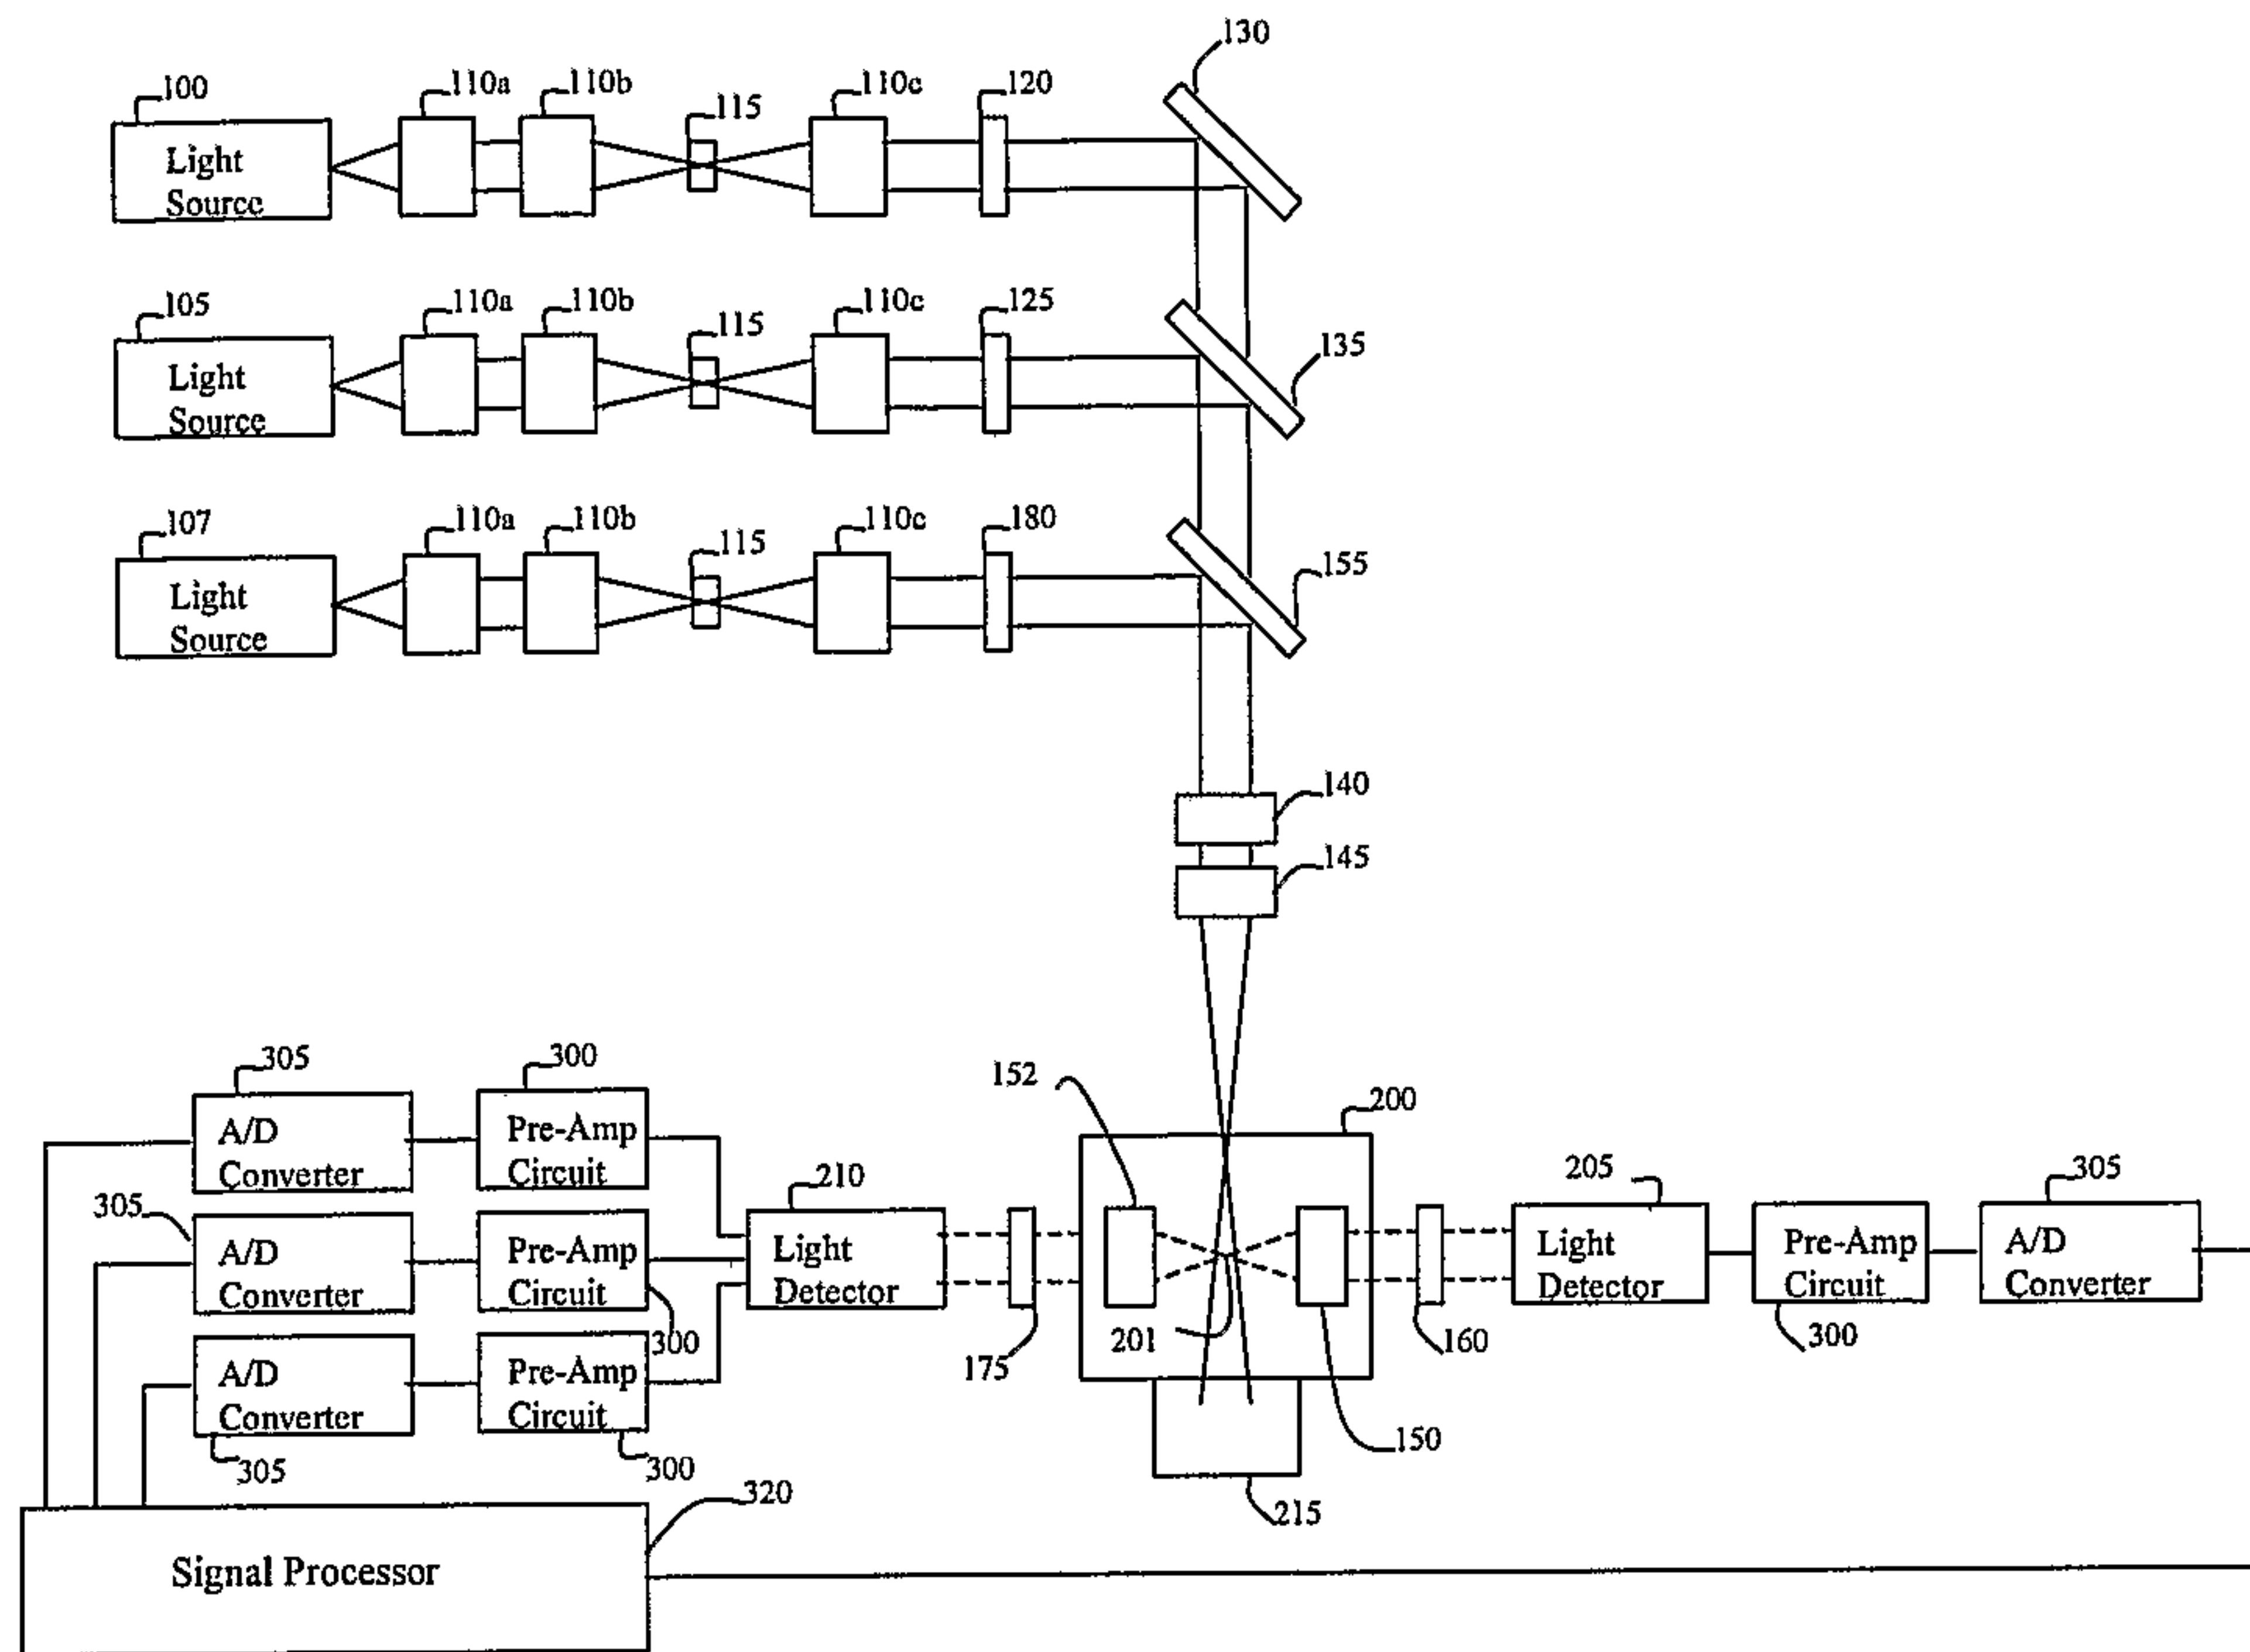 130
100
110a
110b
115
110c
120
Light
Source
105
110a
110b
115
110c
125
135
Light
Source
107
110a
110b
115
110c
180
155
Light
Source
140
145
305
300
152
200
A/D
Converter
Pre-Amp
Circuit
305
210
205
305
A/D
Converter
Pre-Amp
Circuit
Light
Detector
Light
Detector
Pre-Amp
Circuit
A/D
Converter
300
175
201
160
300
A/D
Converter
Pre-Amp
Circuit
305
300
150
320
215
Signal Processor